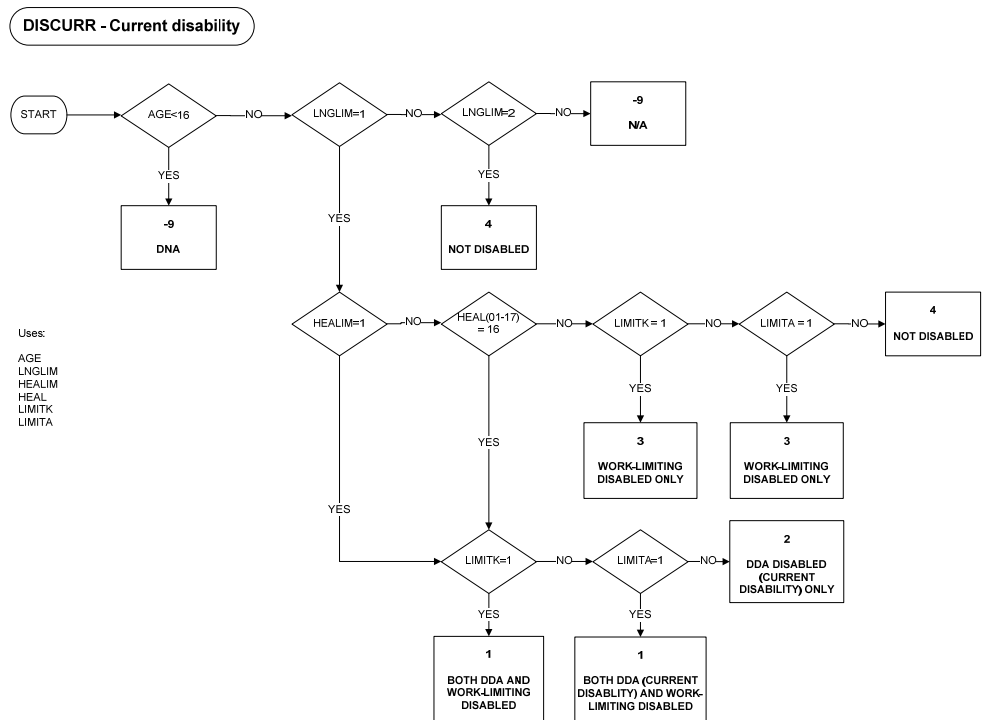 DISCURR - Current disability
START
AGE<16
NO
LNGLIM=1
NO
LNGLIM=2
NO
-9
N/A
YES
YES
YES
-9
DNA
4
NOT DISABLED
HEALIM=1
NO
HEAL(01-17)
= 16
NO
LIMITK = 1
NO
LIMITA = 1
NO
4
NOT DISABLED
Uses:
AGE
LNGLIM
HEALIM
HEAL
LIMITK
LIMITA
YES
YES
3
WORK-LIMITING
DISABLED ONLY
3
WORK-LIMITING
DISABLED ONLY
YES
YES
LIMITK=1
NO
LIMITA=1
NO
2
DDA DISABLED
(CURRENT
DISABILITY) ONLY
YES
YES
1
BOTH DDA AND
WORK-LIMITING
DISABLED
1
BOTH DDA (CURRENT
DISABLITY) AND WORK-
LIMITING DISABLED